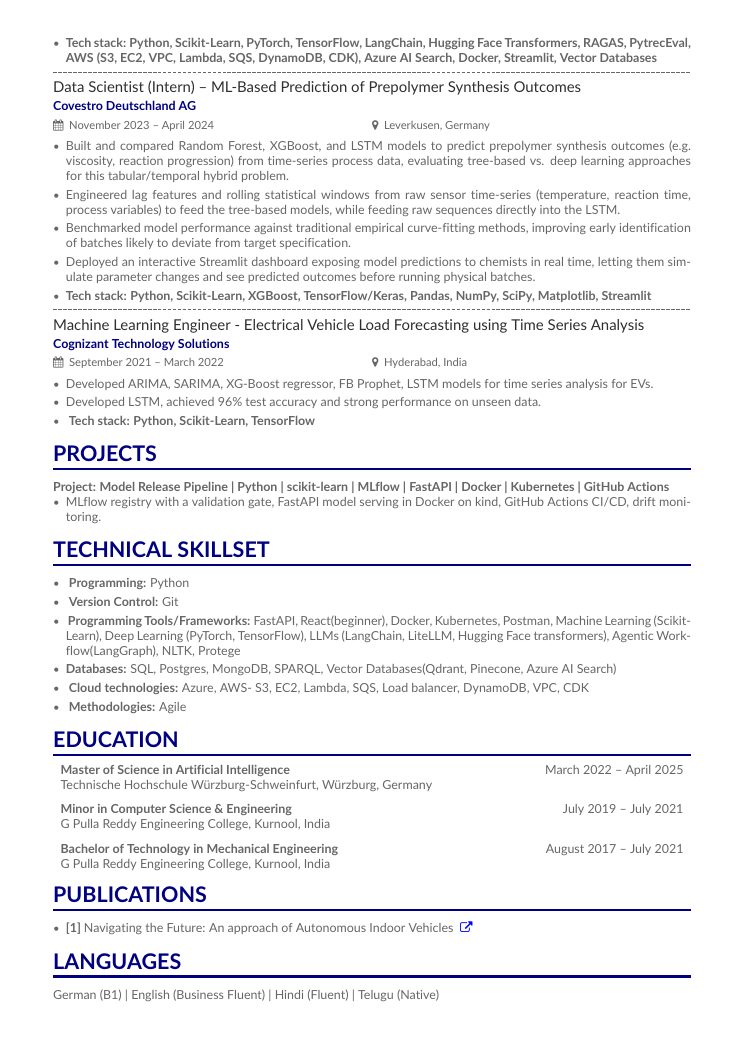 • Tech stack: Python, Scikit-Learn, PyTorch, TensorFlow, LangChain, Hugging Face Transformers, RAGAS, PytrecEval,
AWS (S3, EC2, VPC, Lambda, SQS, DynamoDB, CDK), Azure AI Search, Docker, Streamlit, Vector Databases
Data Scientist (Intern) – ML-Based Prediction of Prepolymer Synthesis Outcomes
Covestro Deutschland AG
November 2023 – April 2024 Leverkusen, Germany
• Built and compared Random Forest, XGBoost, and LSTM models to predict prepolymer synthesis outcomes (e.g.
viscosity, reaction progression) from time-series process data, evaluating tree-based vs. deep learning approaches
for this tabular/temporal hybrid problem.
• Engineered lag features and rolling statistical windows from raw sensor time-series (temperature, reaction time,
process variables) to feed the tree-based models, while feeding raw sequences directly into the LSTM.
• Benchmarked model performance against traditional empirical curve-fitting methods, improving early identification
of batches likely to deviate from target specification.
• Deployed an interactive Streamlit dashboard exposing model predictions to chemists in real time, letting them sim-
ulate parameter changes and see predicted outcomes before running physical batches.
• Tech stack: Python, Scikit-Learn, XGBoost, TensorFlow/Keras, Pandas, NumPy, SciPy, Matplotlib, Streamlit
Machine Learning Engineer - Electrical Vehicle Load Forecasting using Time Series Analysis
Cognizant Technology Solutions
September 2021 – March 2022 Hyderabad, India
• Developed ARIMA, SARIMA, XG-Boost regressor, FB Prophet, LSTM models for time series analysis for EVs.
• Developed LSTM, achieved 96% test accuracy and strong performance on unseen data.
• Tech stack: Python, Scikit-Learn, TensorFlow
PROJECTS
Project: Model Release Pipeline | Python | scikit-learn | MLflow | FastAPI | Docker | Kubernetes | GitHub Actions
• MLflow registry with a validation gate, FastAPI model serving in Docker on kind, GitHub Actions CI/CD, drift moni-
toring.
TECHNICAL SKILLSET
• Programming: Python
• Version Control: Git
• Programming Tools/Frameworks: FastAPI, React(beginner), Docker, Kubernetes, Postman, Machine Learning (Scikit-
Learn), Deep Learning (PyTorch, TensorFlow), LLMs (LangChain, LiteLLM, Hugging Face transformers), Agentic Work-
flow(LangGraph), NLTK, Protege
• Databases: SQL, Postgres, MongoDB, SPARQL, Vector Databases(Qdrant, Pinecone, Azure AI Search)
• Cloud technologies: Azure, AWS- S3, EC2, Lambda, SQS, Load balancer, DynamoDB, VPC, CDK
• Methodologies: Agile
EDUCATION
Master of Science in Artificial Intelligence March 2022 – April 2025
Technische Hochschule Würzburg-Schweinfurt, Würzburg, Germany
Minor in Computer Science & Engineering July 2019 – July 2021
G Pulla Reddy Engineering College, Kurnool, India
Bachelor of Technology in Mechanical Engineering August 2017 – July 2021
G Pulla Reddy Engineering College, Kurnool, India
PUBLICATIONS
• [1] Navigating the Future: An approach of Autonomous Indoor Vehicles
LANGUAGES
German (B1) | English (Business Fluent) | Hindi (Fluent) | Telugu (Native)